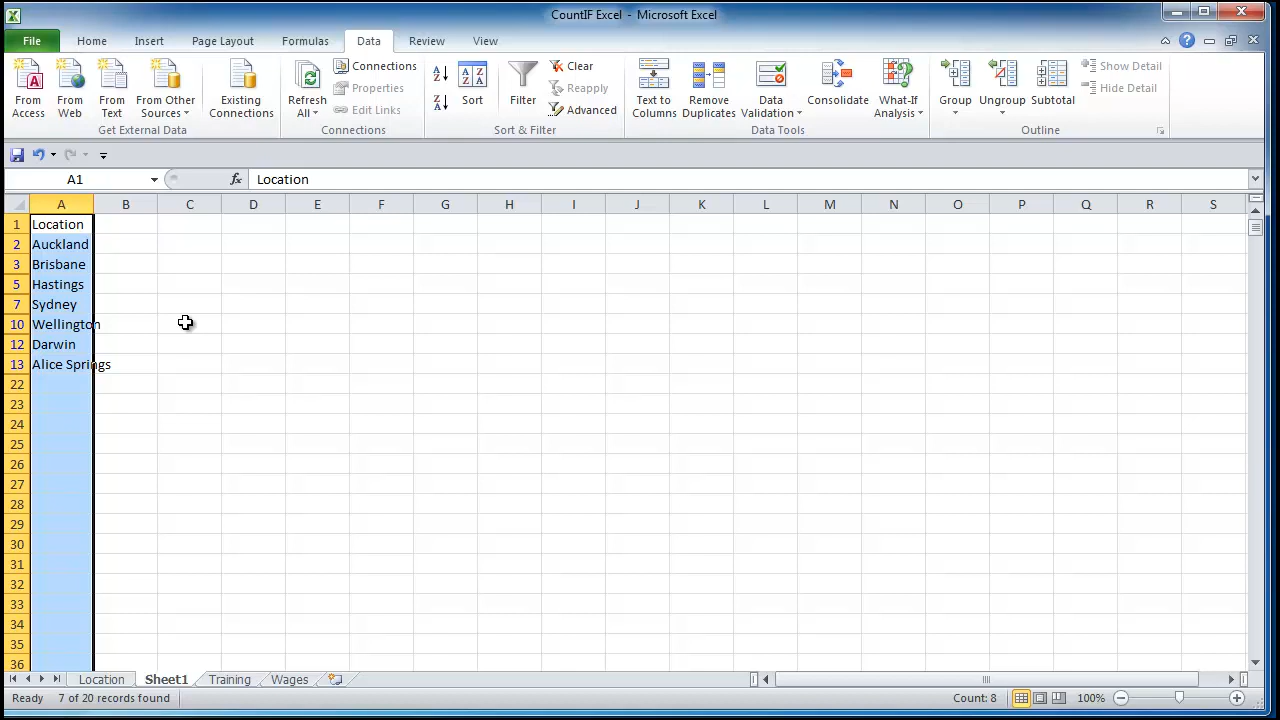 CountIF Excel - Microsoft Excel
File Home Insert Page Layout Formulas Data Review View
From Access
From Web
From Text
From Other Sources
Existing Connections
Get External Data
Refresh All
Connections
Properties
Edit Links
Connections
Sort
Filter
Clear
Reapply
Advanced
Sort & Filter
Text to Columns
Remove Duplicates
Data Validation
Consolidate
What-If Analysis
Data Tools
Group
Ungroup
Subtotal
Show Detail
Hide Detail
Outline
A1 fx Location
A B C D E F G H I J K L M N O P Q R S
1 Location
2 Auckland
3 Brisbane
5 Hastings
7 Sydney
10 Wellington
12 Darwin
13 Alice Springs
22
23
24
25
26
27
28
29
30
31
32
33
34
35
36
Location Sheet1 Training Wages
Ready 7 of 20 records found Count: 8 100%